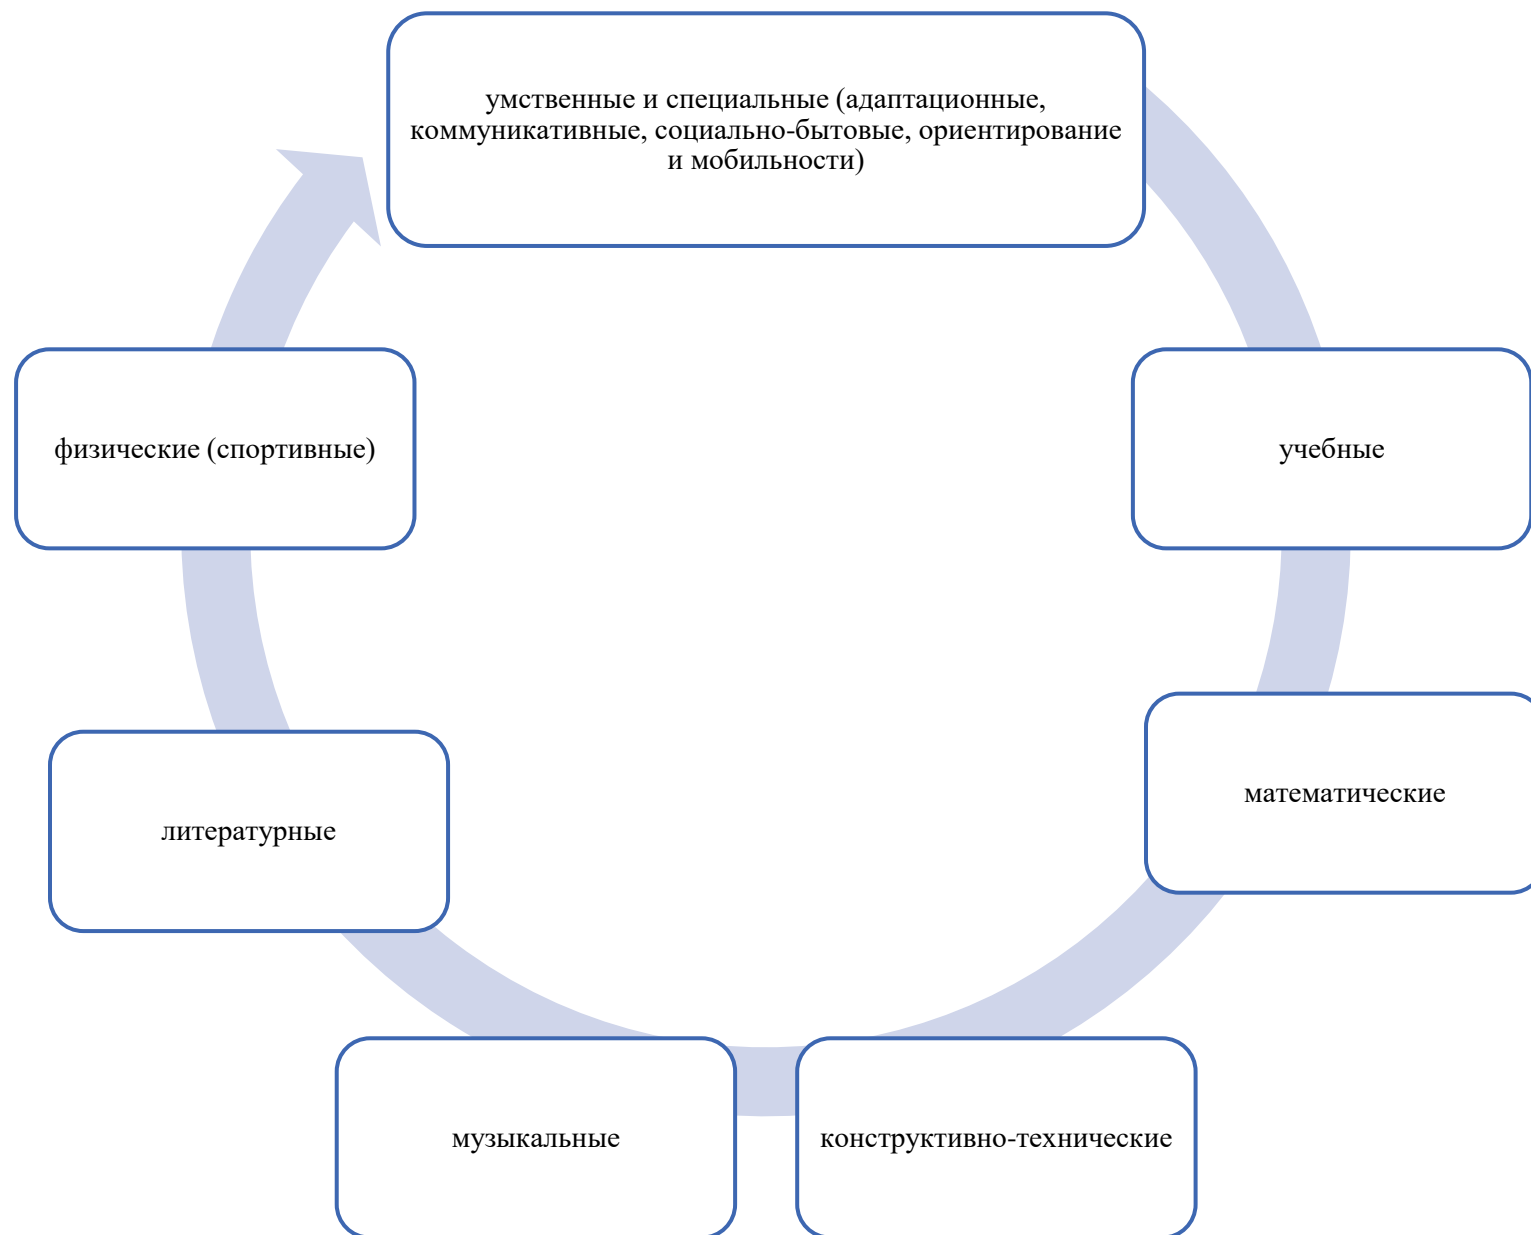 умственные и специальные (адаптационные,
коммуникативные, социально-бытовые, ориентирование
и мобильности)
физические (спортивные)
учебные
математические
литературные
музыкальные
конструктивно-технические